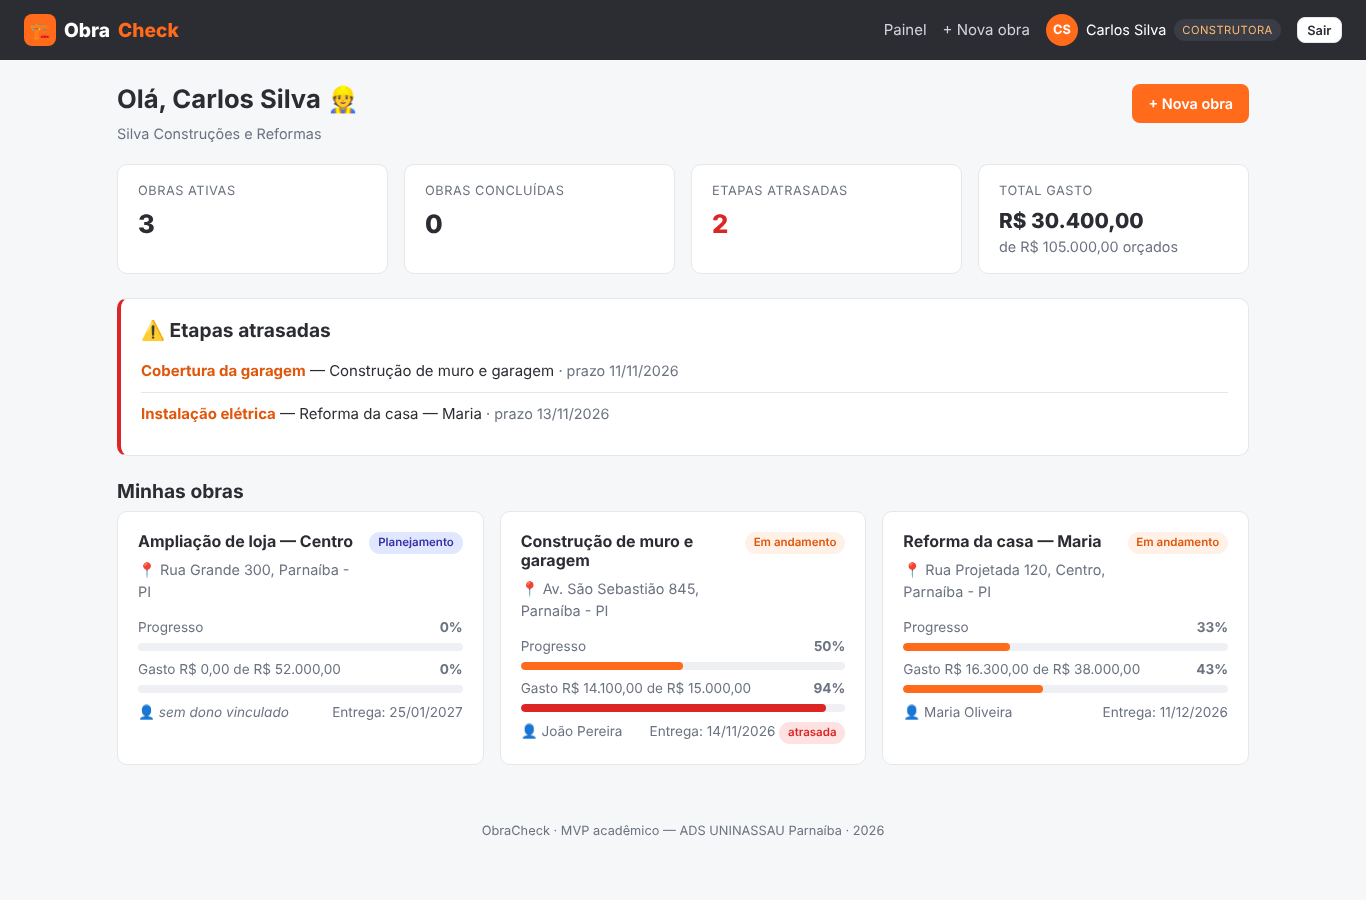 Obra Check
Painel
+ Nova obra
CS
Carlos Silva
CONSTRUTORA
Sair
Olá, Carlos Silva
+ Nova obra
Silva Construções e Reformas
OBRAS ATIVAS
3
OBRAS CONCLUÍDAS
0
ETAPAS ATRASADAS
2
TOTAL GASTO
R$ 30.400,00
de R$ 105.000,00 orçados
Etapas atrasadas
Cobertura da garagem — Construção de muro e garagem · prazo 11/11/2026
Instalação elétrica — Reforma da casa — Maria · prazo 13/11/2026
Minhas obras
Ampliação de loja — Centro
Planejamento
Rua Grande 300, Parnaíba -
PI
Progresso 0%
Gasto R$ 0,00 de R$ 52.000,00 0%
sem dono vinculado
Entrega: 25/01/2027
Construção de muro e
garagem
Em andamento
Av. São Sebastião 845,
Parnaíba - PI
Progresso 50%
Gasto R$ 14.100,00 de R$ 15.000,00 94%
João Pereira
Entrega: 14/11/2026 atrasada
Reforma da casa — Maria
Em andamento
Rua Projetada 120, Centro,
Parnaíba - PI
Progresso 33%
Gasto R$ 16.300,00 de R$ 38.000,00 43%
Maria Oliveira
Entrega: 11/12/2026
ObraCheck · MVP acadêmico — ADS UNINASSAU Parnaíba · 2026